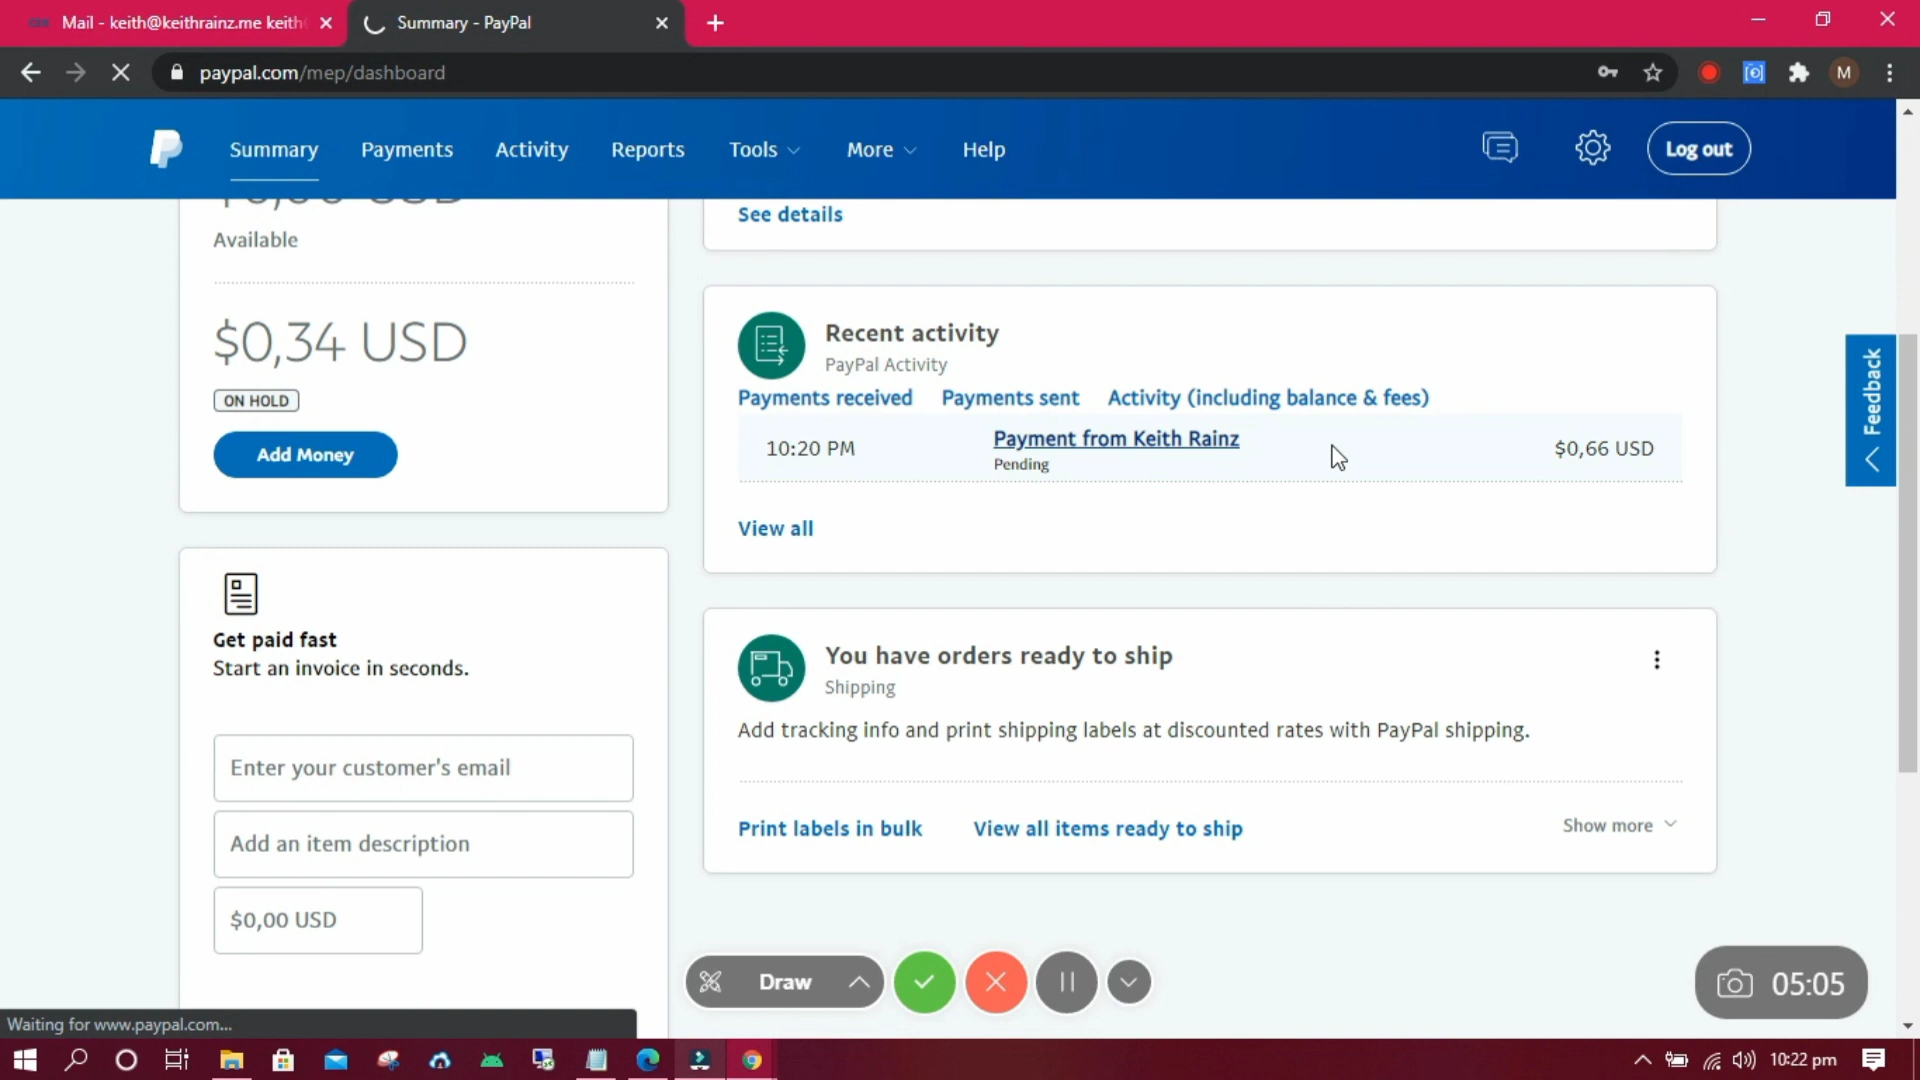 Mail - keith@keithrainz.me keith
Summary - PayPal
paypal.com/mep/dashboard
M
Summary
Payments
Activity
Reports
Tools
More
Help
Log out
Available
$0,34 USD
ON HOLD
Add Money
See details
Recent activity
PayPal Activity
Payments received
Payments sent
Activity (including balance & fees)
10:20 PM
Payment from Keith Rainz
Pending
$0,66 USD
View all
Feedback
Get paid fast
Start an invoice in seconds.
Enter your customer's email
Add an item description
$0,00 USD
You have orders ready to ship
Shipping
Add tracking info and print shipping labels at discounted rates with PayPal shipping.
Print labels in bulk
View all items ready to ship
Show more
Draw
05:05
Waiting for www.paypal.com...
10:22 pm